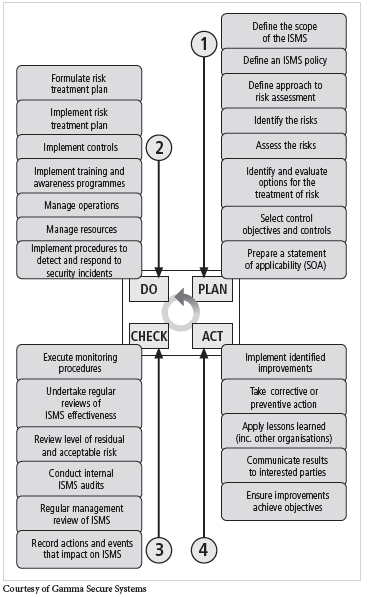 1
Define the scope
of the ISMS
Define an ISMS policy
Define approach to
risk assessment
Identify the risks
Assess the risks
Identify and evaluate
options for the
treatment of risk
Select control
objectives and controls
Prepare a statement
of applicability (SOA)
Formulate risk
treatment plan
Implement risk
treatment plan
Implement controls
2
Implement training and
awareness programmes
Manage operations
Manage resources
Implement procedures to
detect and respond to
security incidents
DO
PLAN
CHECK
ACT
Execute monitoring
procedures
Undertake regular
reviews of
ISMS effectiveness
Review level of residual
and acceptable risk
Conduct internal
ISMS audits
Regular management
review of ISMS
Record actions and events
that impact on ISMS
3
4
Implement identified
improvements
Take corrective or
preventive action
Apply lessons learned
(inc. other organisations)
Communicate results
to interested parties
Ensure improvements
achieve objectives
Courtesy of Gamma Secure Systems